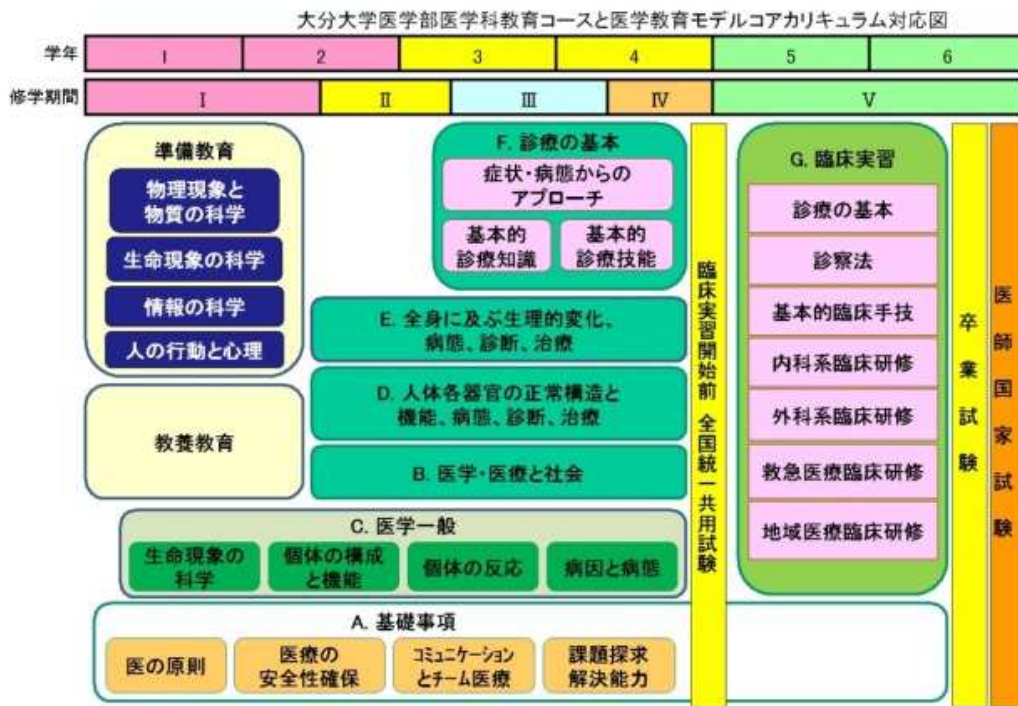 大分大学医学部医学科教育コースと医学教育モデルコアカリキュラム対応図
学年
I
2
3
4
5
6
修学期間
I
II
III
IV
V
準備教育
物理現象と
物質の科学
生命現象の科学
情報の科学
人の行動と心理
教養教育
F. 診療の基本
症状・病態からの
アプローチ
基本的
診療知識
基本的
診療技能
E. 全身に及ぶ生理的変化、
病態、診断、治療
D. 人体各器官の正常構造と
機能、病態、診断、治療
B. 医学・医療と社会
C. 医学一般
生命現象の
科学
個体の構成
と機能
個体の反応
病因と病態
A. 基礎事項
医の原則
医療の
安全性確保
コミュニケーション
とチーム医療
課題探求
解決能力
臨床実習開始前 全国統一共用試験
G. 臨床実習
診療の基本
診察法
基本的臨床手技
内科系臨床研修
外科系臨床研修
救急医療臨床研修
地域医療臨床研修
卒業試験
医師国家試験